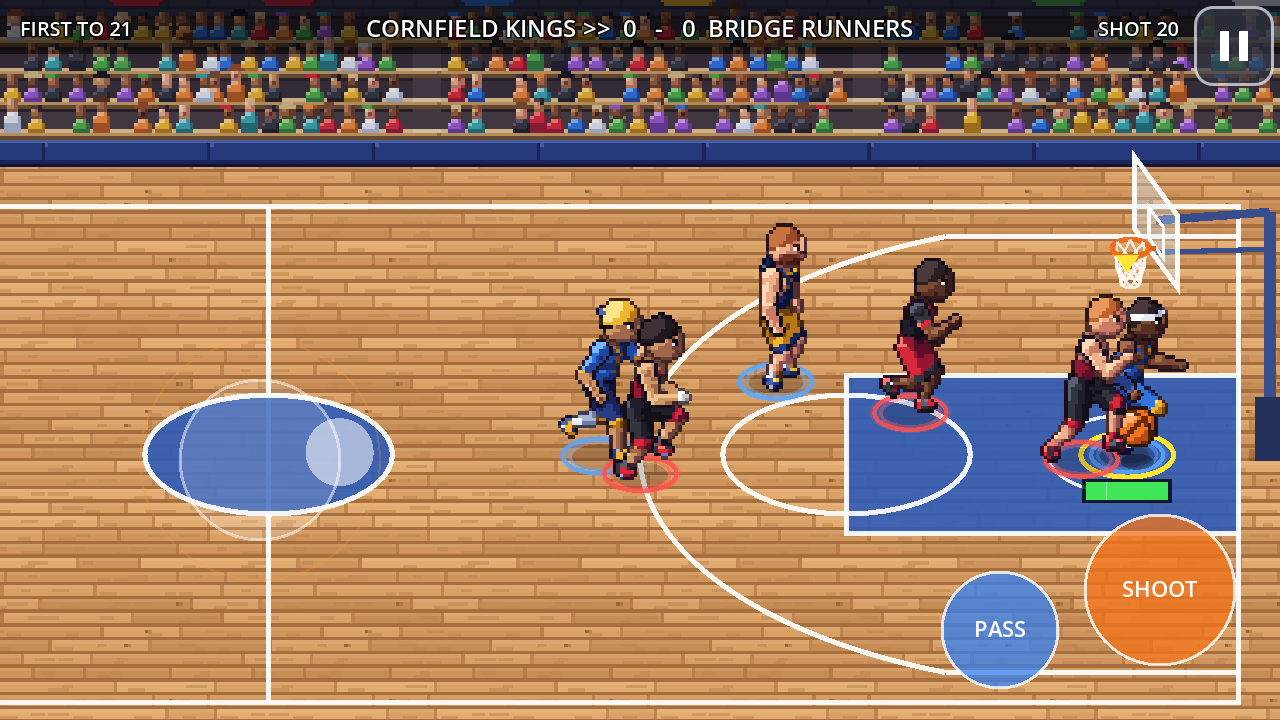 FIRST TO 21
CORNFIELD KINGS >> 0 - 0 BRIDGE RUNNERS
SHOT 20
SHOOT
PASS